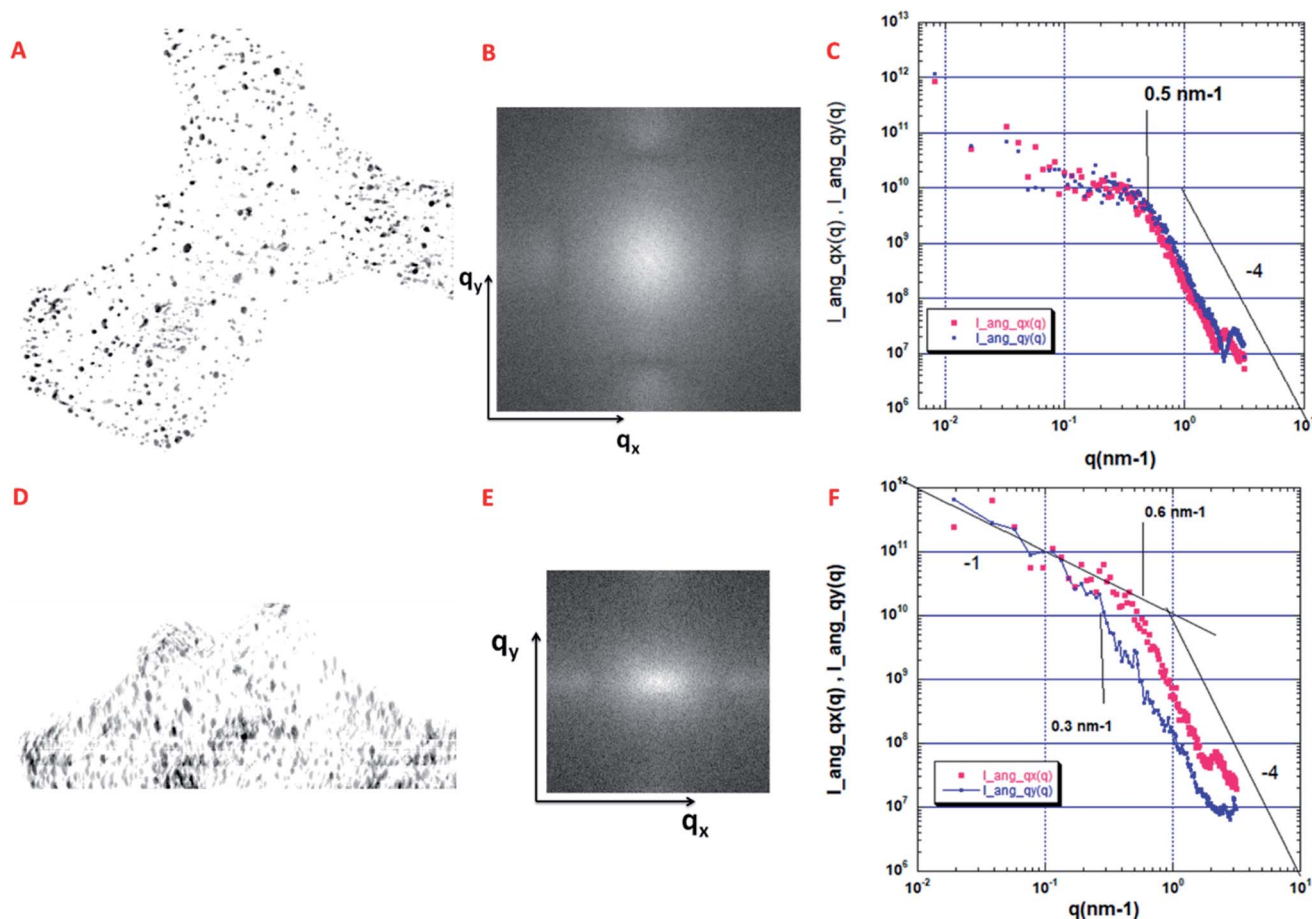 A
B
q_y
q_x
C
I_ang_qx(q) , I_ang_qy(q)
10^13
10^12
10^11
10^10
10^9
10^8
10^7
10^6
0.5 nm-1
-4
I_ang_qx(q)
I_ang_qy(q)
10^-2
10^-1
10^0
10
q(nm-1)
D
E
q_y
q_x
F
I_ang_qx(q) , I_ang_qy(q)
10^12
10^11
10^10
10^9
10^8
10^7
10^6
0.6 nm-1
-1
0.3 nm-1
-4
I_ang_qx(q)
I_ang_qy(q)
10^-2
10^-1
10^0
10
q(nm-1)